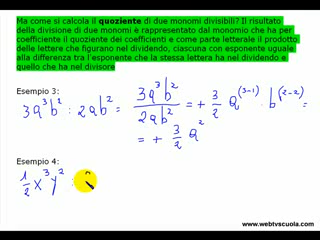 Ma come si calcola il quoziente di due monomi divisibili? Il risultato
della divisione di due monomi è rappresentato dal monomio che ha per
coefficiente il quoziente dei coefficienti e come parte letterale il prodotto
delle lettere che figurano nel dividendo, ciascuna con esponente uguale
alla differenza tra l'esponente che la stessa lettera ha nel dividendo e
quello che ha nel divisore
Esempio 3:
3a³b² : 2ab² = 3a³b² / 2ab² = + 3/2 a^(3-1) · b^(2-2) =
= + 3/2 a²
Esempio 4:
1/2 x³y² :
www.webtvscuola.com